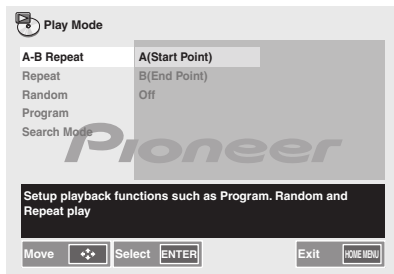 Play Mode
A-B Repeat A(Start Point)
Repeat B(End Point)
Random Off
Program
Search Mode
Pioneer
Setup playback functions such as Program. Random and
Repeat play
Move Select ENTER Exit HOME MENU